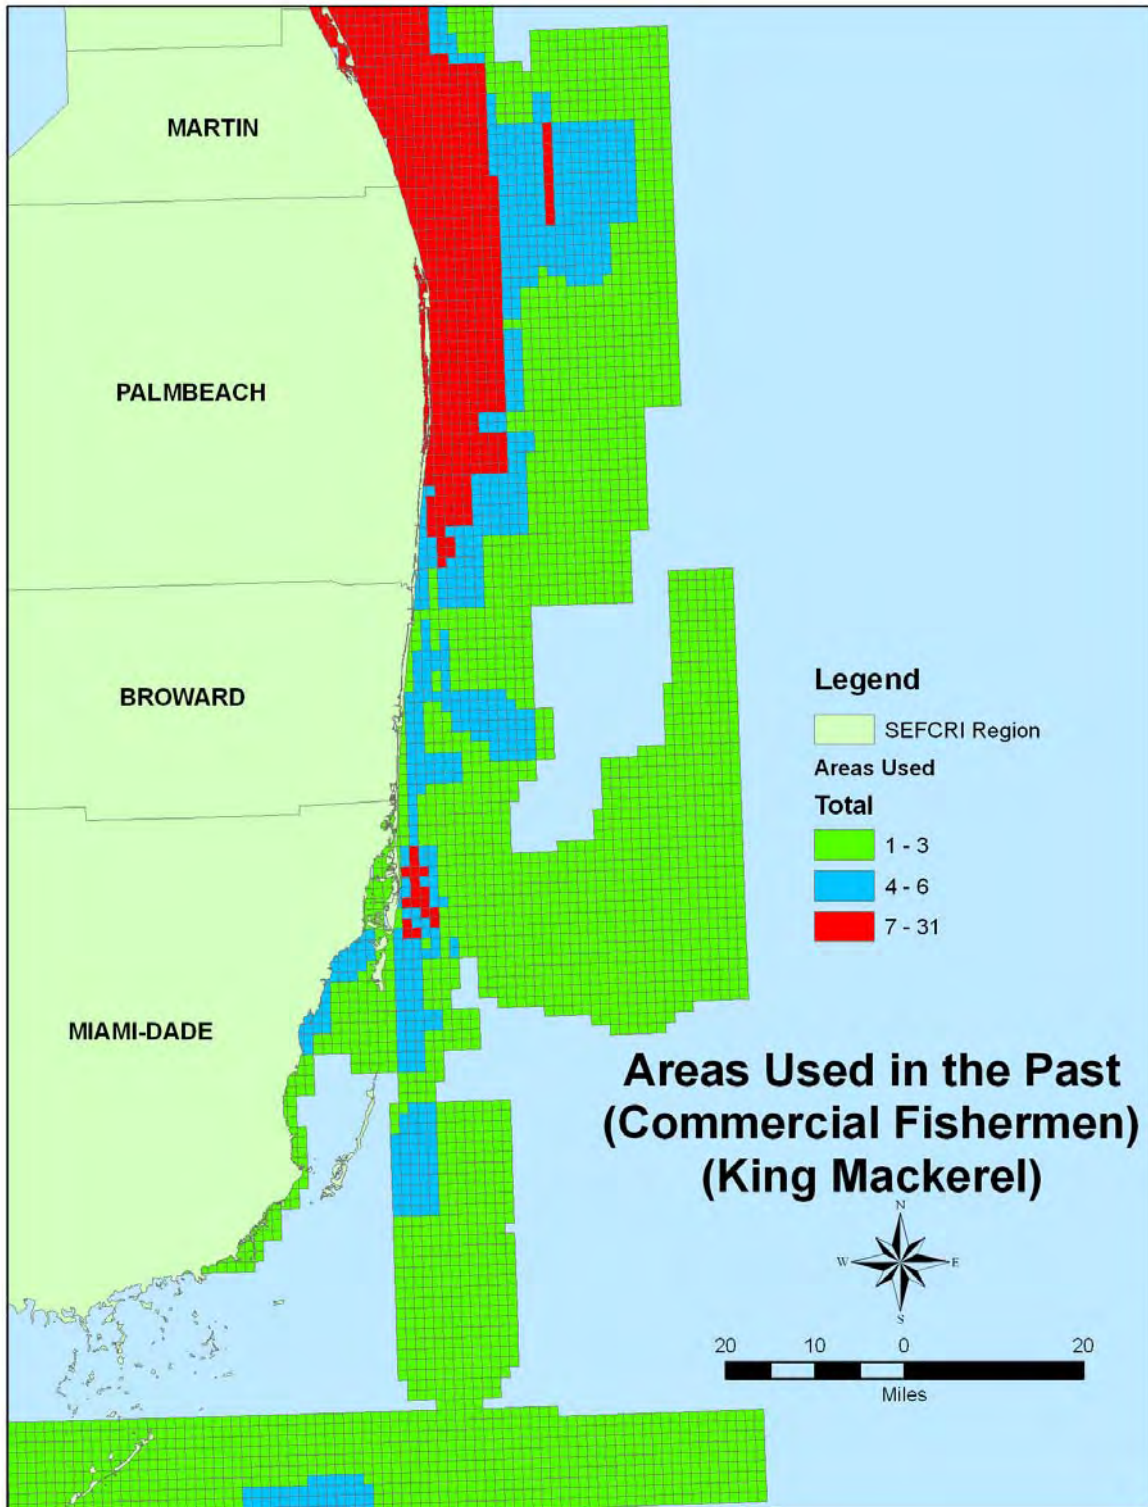 MARTIN
PALMBEACH
BROWARD
MIAMI-DADE
Legend
SEFCRI Region
Areas Used
Total
1 - 3
4 - 6
7 - 31
Areas Used in the Past
(Commercial Fishermen)
(King Mackerel)
N
W E
S
20 10 0 20
Miles